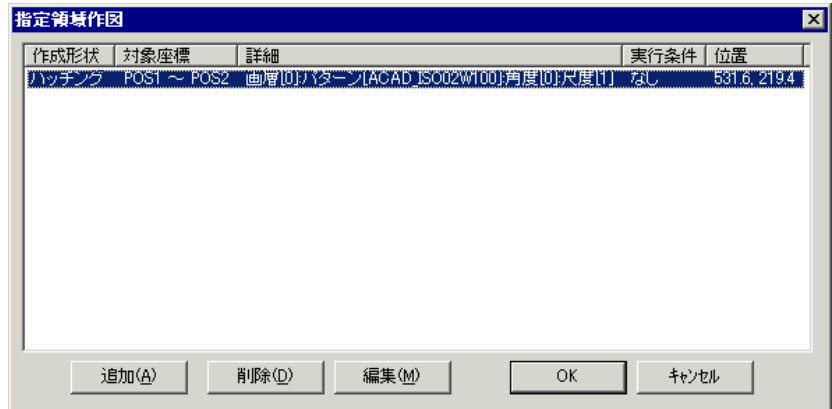 指定領域作図
作成形状 対象座標 詳細 実行条件 位置
ハッチング POS1 ～ POS2 画層[0]:パターン[ACAD_ISO02W100]:角度[0]:尺度[1] なし 531.6, 219.4
追加(A) 削除(D) 編集(M) OK キャンセル